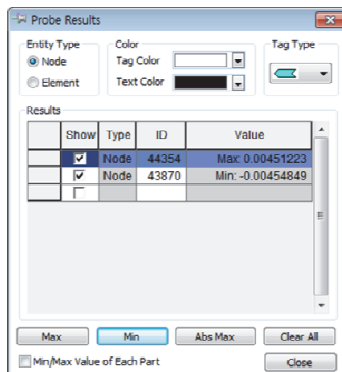 Probe Results
Entity Type
Node
Element
Color
Tag Color
Text Color
Tag Type
Results
Show Type ID Value
Node 44354 Max: 0.00451223
Node 43870 Min: -0.00454849
Max Min Abs Max Clear All
Min/Max Value of Each Part Close